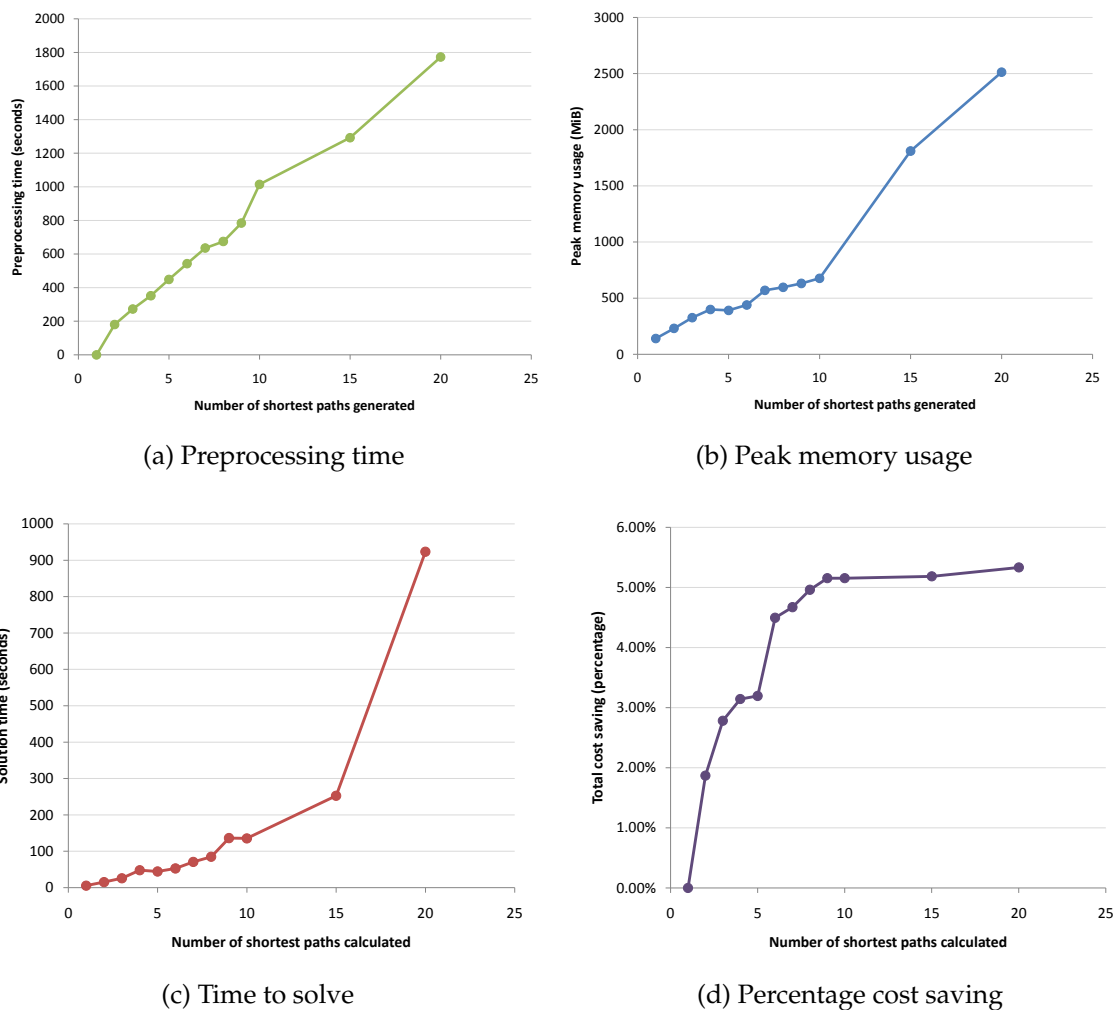 2000
1800
1600
1400
1200
1000
800
600
400
200
0
0 5 10 15 20 25
Preprocessing time (seconds)
Number of shortest paths generated
(a) Preprocessing time
3000
2500
2000
1500
1000
500
0
0 5 10 15 20 25
Peak memory usage (MiB)
Number of shortest paths generated
(b) Peak memory usage
1000
900
800
700
600
500
400
300
200
100
0
0 5 10 15 20 25
Solution time (seconds)
Number of shortest paths calculated
(c) Time to solve
6.00%
5.00%
4.00%
3.00%
2.00%
1.00%
0.00%
0 5 10 15 20 25
Total cost saving (percentage)
Number of shortest paths calculated
(d) Percentage cost saving